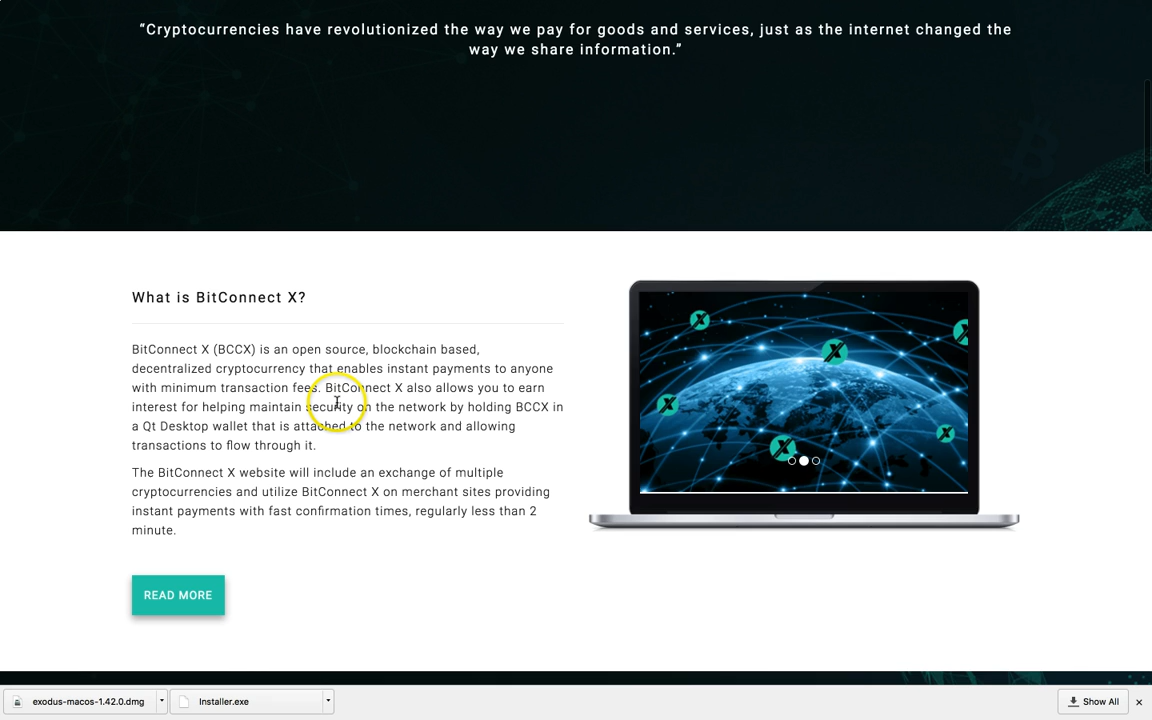 “Cryptocurrencies have revolutionized the way we pay for goods and services, just as the internet changed the
way we share information.”
What is BitConnect X?
BitConnect X (BCCX) is an open source, blockchain based,
decentralized cryptocurrency that enables instant payments to anyone
with minimum transaction fees. BitConnect X also allows you to earn
interest for helping maintain security on the network by holding BCCX in
a Qt Desktop wallet that is attached to the network and allowing
transactions to flow through it.
The BitConnect X website will include an exchange of multiple
cryptocurrencies and utilize BitConnect X on merchant sites providing
instant payments with fast confirmation times, regularly less than 2
minute.
READ MORE
exodus-macos-1.42.0.dmg
Installer.exe
Show All